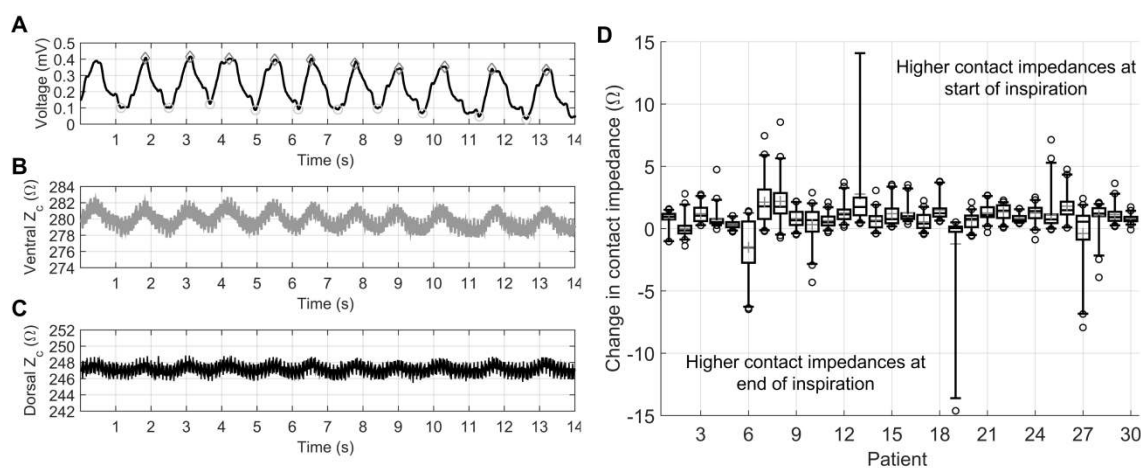 A
Voltage (mV)
0.5
0.4
0.3
0.2
0.1
0
1 2 3 4 5 6 7 8 9 10 11 12 13 14
Time (s)
B
Ventral Z_c (Ω)
284
282
280
278
276
274
1 2 3 4 5 6 7 8 9 10 11 12 13 14
Time (s)
C
Dorsal Z_c (Ω)
252
250
248
246
244
242
1 2 3 4 5 6 7 8 9 10 11 12 13 14
Time (s)
D
Change in contact impedance (Ω)
15
10
5
0
-5
-10
-15
Higher contact impedances at
start of inspiration
Higher contact impedances at
end of inspiration
3 6 9 12 15 18 21 24 27 30
Patient